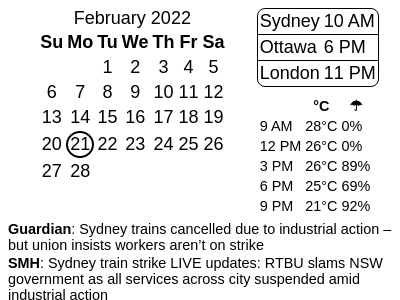 February 2022
Su Mo Tu We Th Fr Sa
1 2 3 4 5
6 7 8 9 10 11 12
13 14 15 16 17 18 19
20 21 22 23 24 25 26
27 28
Sydney 10 AM
Ottawa 6 PM
London 11 PM
°C ☂
9 AM 28°C 0%
12 PM 26°C 0%
3 PM 26°C 89%
6 PM 25°C 69%
9 PM 21°C 92%
Guardian: Sydney trains cancelled due to industrial action –
but union insists workers aren’t on strike
SMH: Sydney train strike LIVE updates: RTBU slams NSW
government as all services across city suspended amid
industrial action